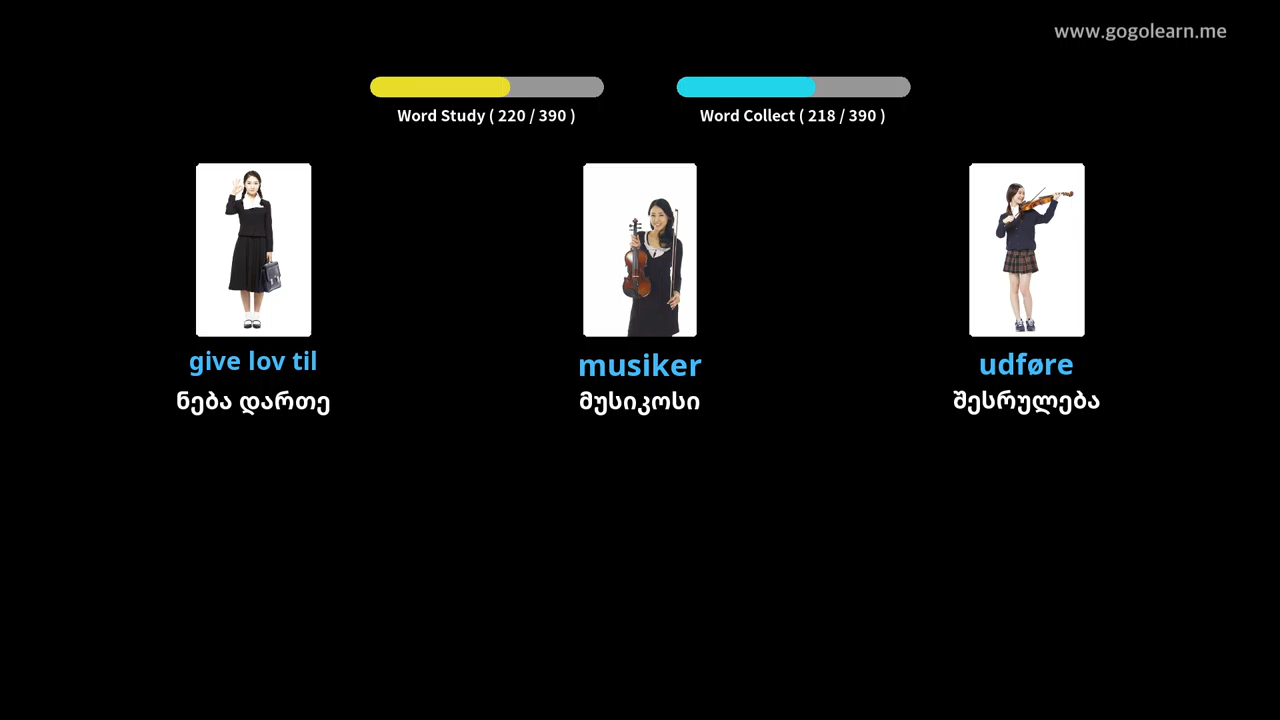 www.gogolearn.me
Word Study ( 220 / 390 )
Word Collect ( 218 / 390 )
give lov til
musiker
udføre
ნება დართე
მუსიკოსი
შესრულება